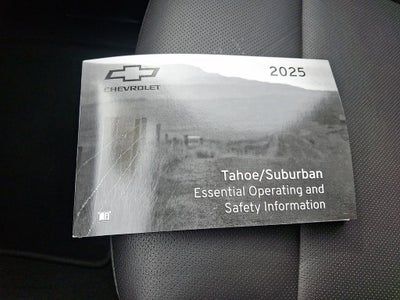 2025
CHEVROLET
Tahoe/Suburban
Essential Operating and
Safety Information